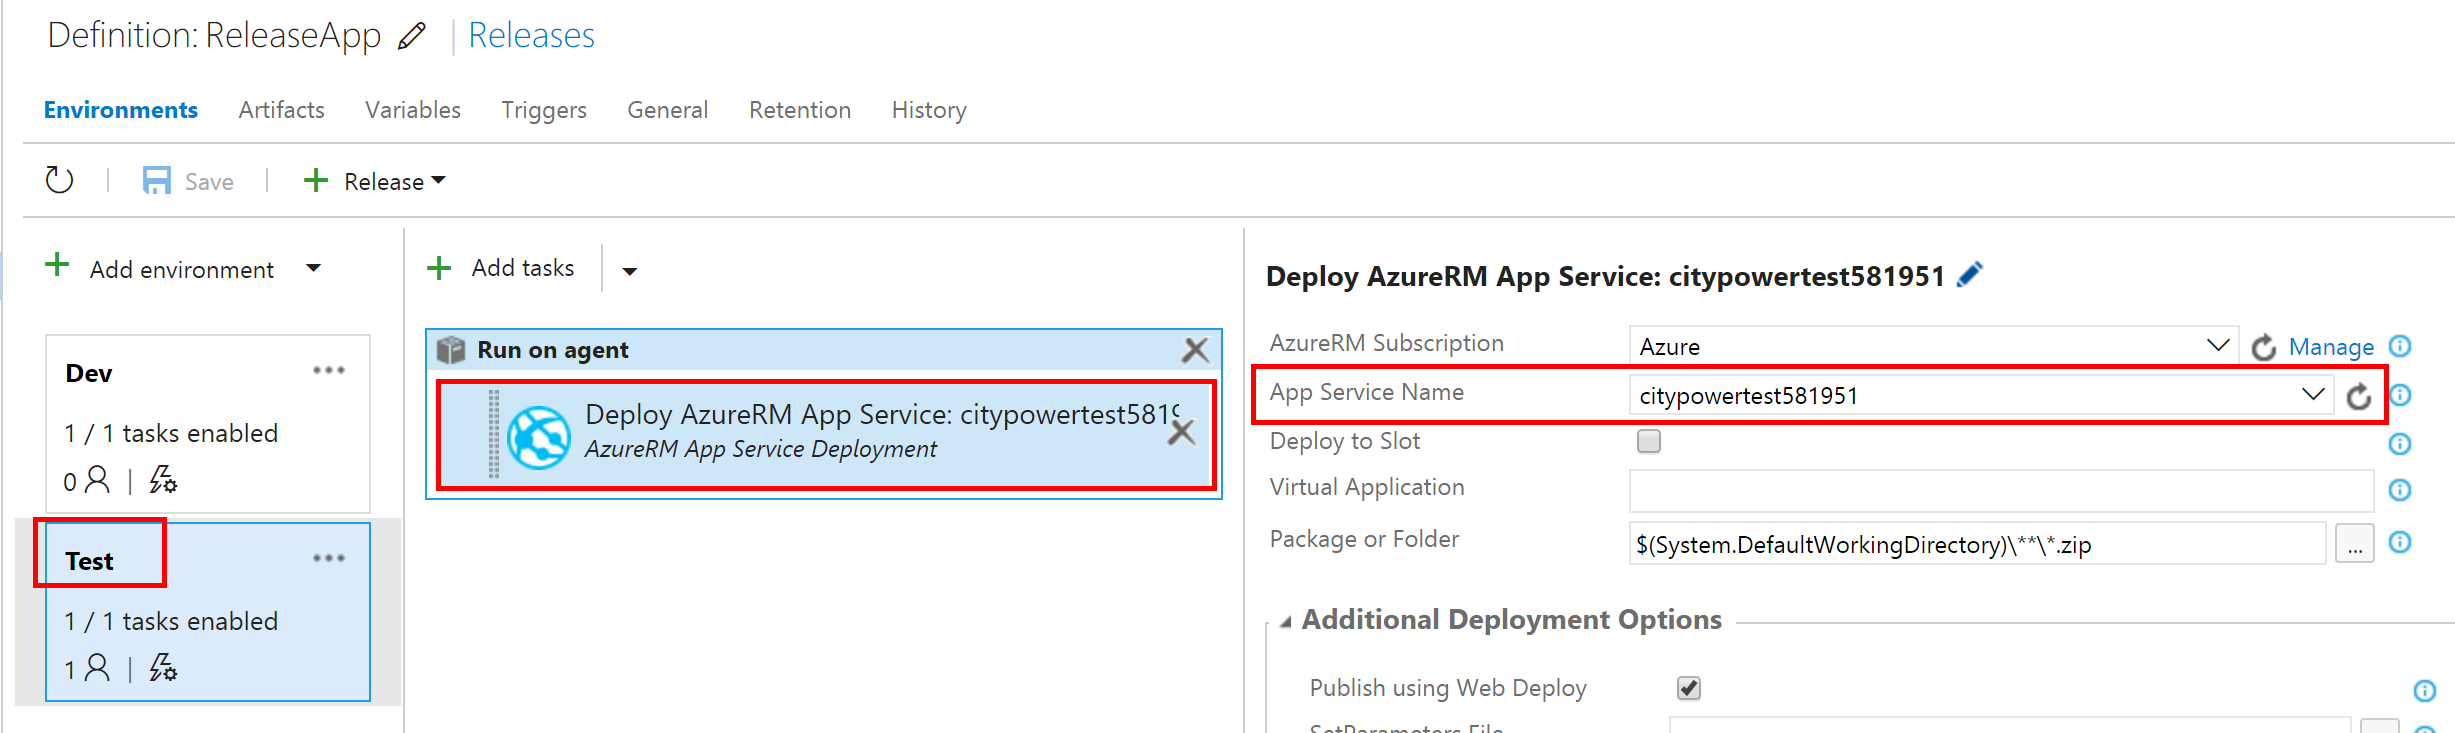 Definition: ReleaseApp | Releases
Environments Artifacts Variables Triggers General Retention History
Save Release
Add environment
Add tasks
Dev
1 / 1 tasks enabled
0
Test
1 / 1 tasks enabled
1
Run on agent
Deploy AzureRM App Service: citypowertest5819
AzureRM App Service Deployment
Deploy AzureRM App Service: citypowertest581951
AzureRM Subscription Azure Manage
App Service Name citypowertest581951
Deploy to Slot
Virtual Application
Package or Folder $(System.DefaultWorkingDirectory)\**\*.zip ...
Additional Deployment Options
Publish using Web Deploy
SetParameters File